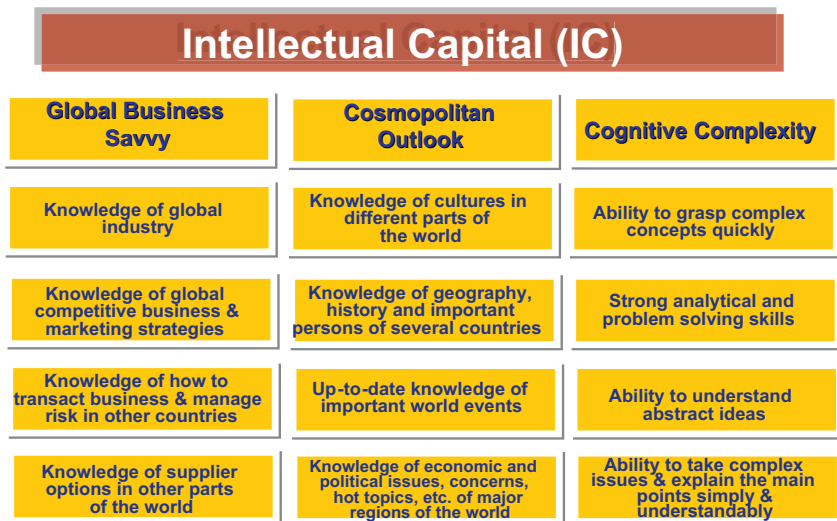 Intellectual Capital (IC)
Global Business
Savvy
Cosmopolitan
Outlook
Cognitive Complexity
Knowledge of global
industry
Knowledge of cultures in
different parts of
the world
Ability to grasp complex
concepts quickly
Knowledge of global
competitive business &
marketing strategies
Knowledge of geography,
history and important
persons of several countries
Strong analytical and
problem solving skills
Knowledge of how to
transact business & manage
risk in other countries
Up-to-date knowledge of
important world events
Ability to understand
abstract ideas
Knowledge of supplier
options in other parts
of the world
Knowledge of economic and
political issues, concerns,
hot topics, etc. of major
regions of the world
Ability to take complex
issues & explain the main
points simply &
understandably